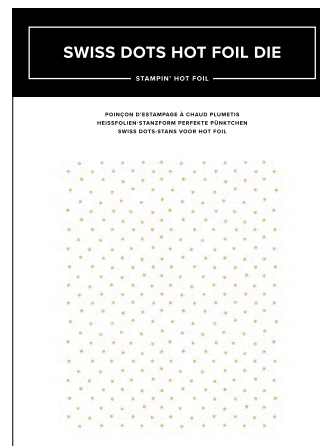 SWISS DOTS HOT FOIL DIE
STAMPIN' HOT FOIL
POINÇON D'ESTAMPAGE À CHAUD PLUMETIS
HEISSFOLIEN-STANZFORM PERFEKTE PÜNKTCHEN
SWISS DOTS-STANS VOOR HOT FOIL